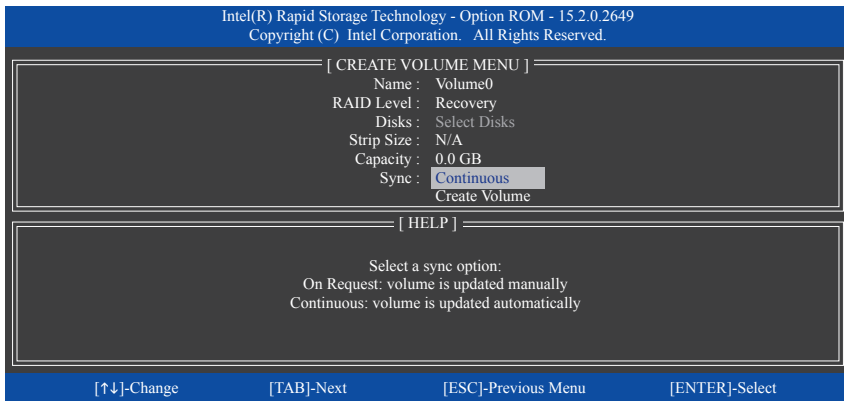 Intel(R) Rapid Storage Technology - Option ROM - 15.2.0.2649
Copyright (C) Intel Corporation. All Rights Reserved.
[ CREATE VOLUME MENU ]
Name : Volume0
RAID Level : Recovery
Disks : Select Disks
Strip Size : N/A
Capacity : 0.0 GB
Sync : Continuous
Create Volume
[ HELP ]
Select a sync option:
On Request: volume is updated manually
Continuous: volume is updated automatically
[↑↓]-Change [TAB]-Next [ESC]-Previous Menu [ENTER]-Select